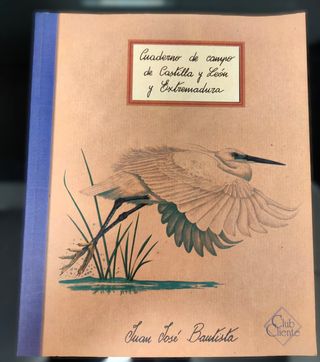 Cuaderno de campo
de Castilla y León
y Extremadura
Juan José Bautista
Club
Cliente